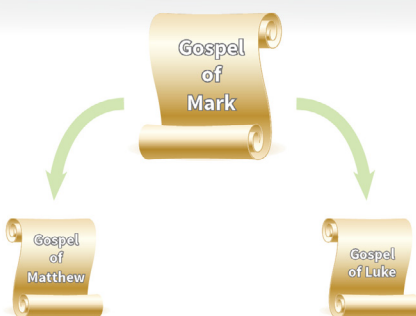 Gospel
of
Mark
Gospel
of
Matthew
Gospel
of Luke